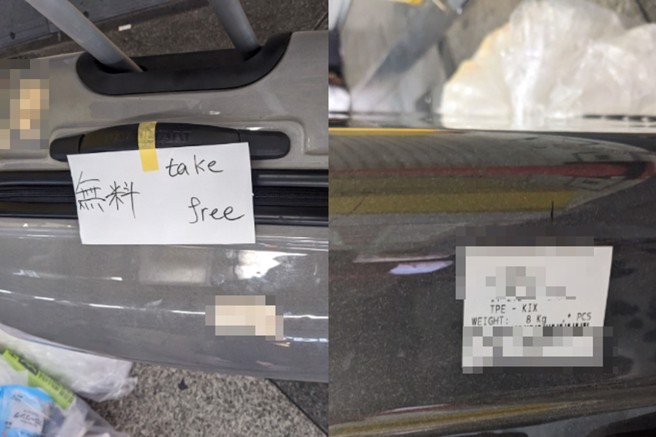 無料
take
free
TPE - KIX
WEIGHT: 8 Kg , * PCS